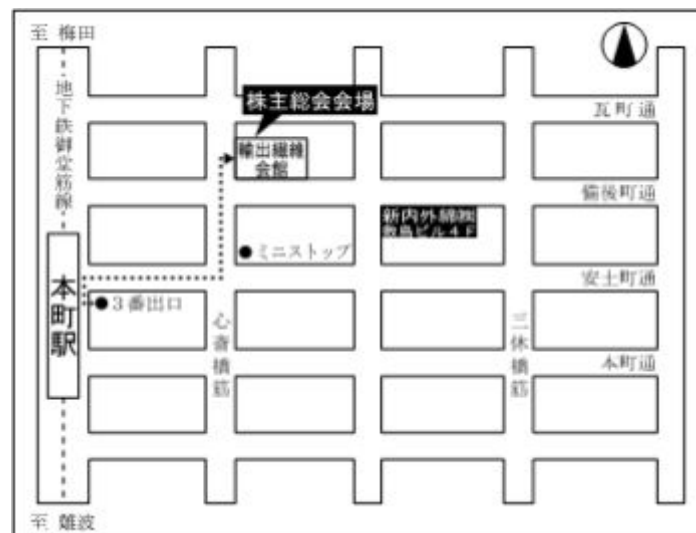 至 梅田
地下鉄御堂筋線
株主総会会場
瓦町通
輸出繊維
会館
備後町通
新内外綿㈱
敷島ビル4F
●ミニストップ
安土町通
本町駅
●3番出口
心斎橋筋
三休橋筋
本町通
至 難波